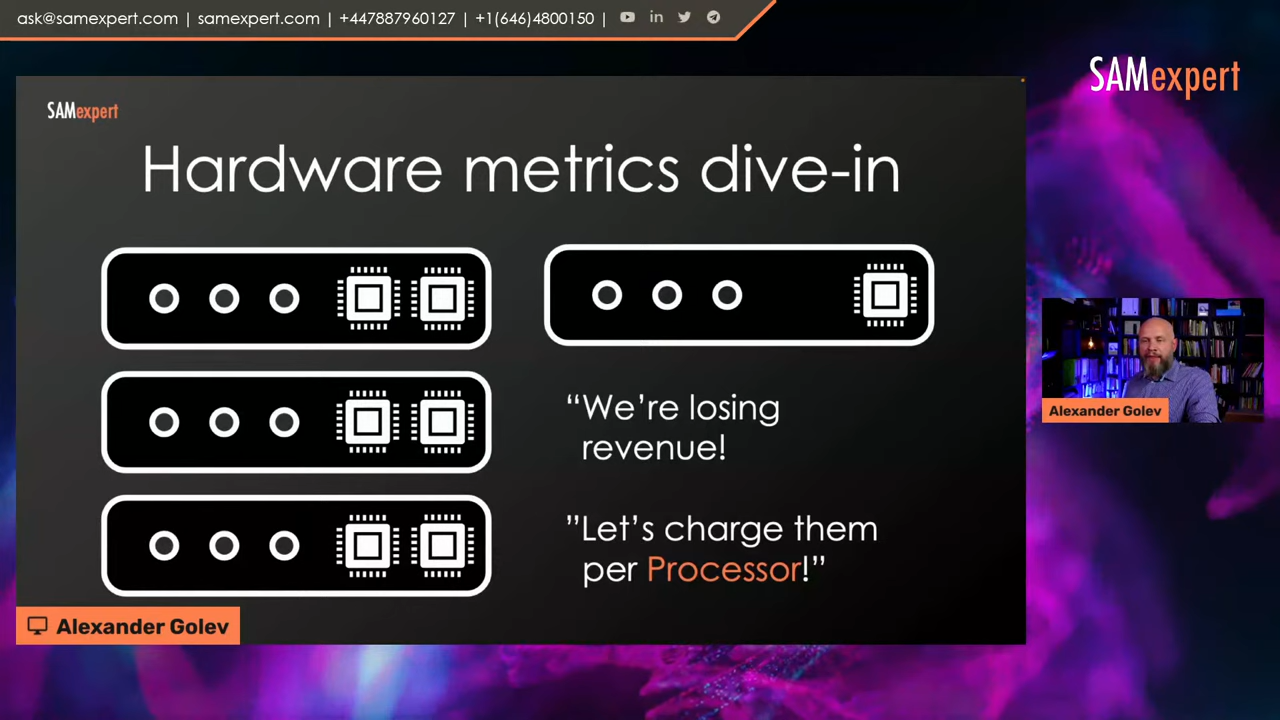 ask@samexpert.com | samexpert.com | +447887960127 | +1(646)4800150 |
SAMexpert
SAMexpert
Hardware metrics dive-in
“We’re losing
revenue!
”Let’s charge them
per Processor!”
Alexander Golev
Alexander Golev